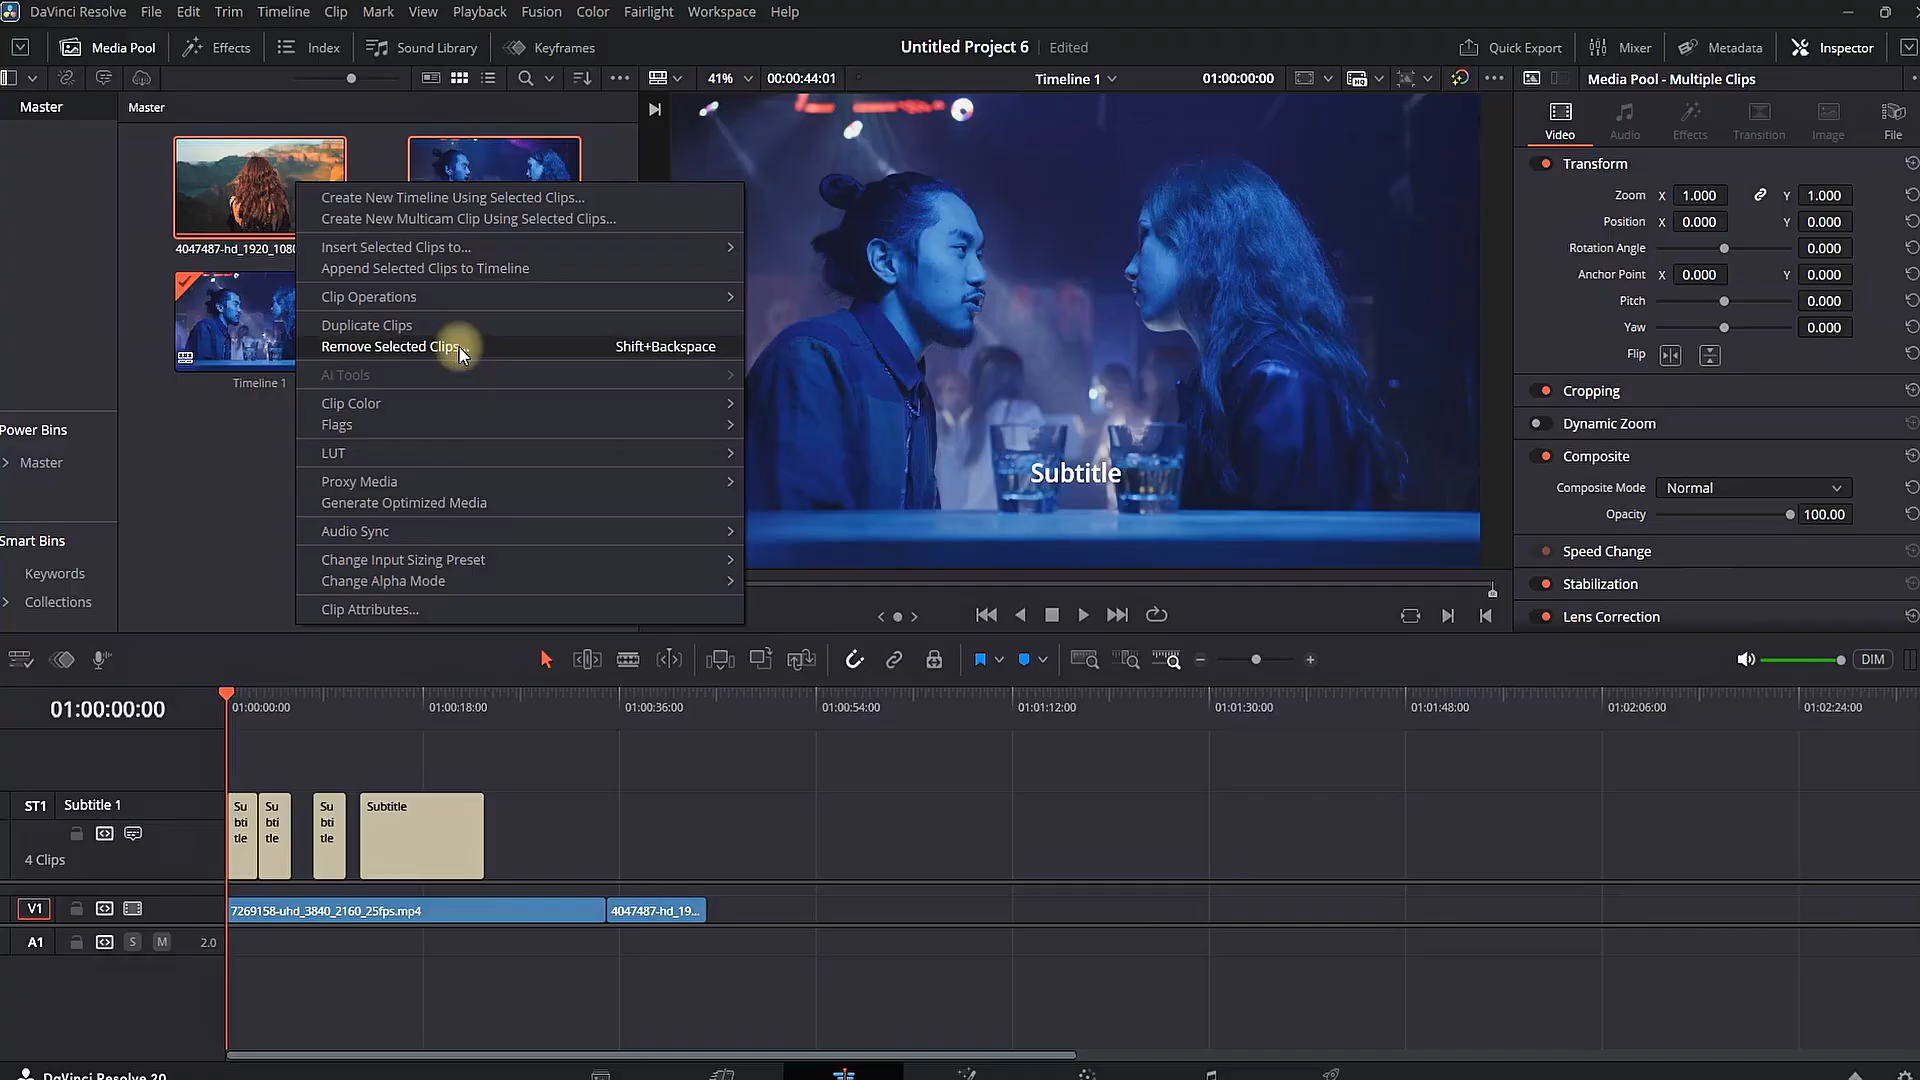 DaVinci Resolve File Edit Trim Timeline Clip Mark View Playback Fusion Color Fairlight Workspace Help
Media Pool Effects Index Sound Library Keyframes Untitled Project 6 Edited Quick Export Mixer Metadata Inspector
41% 00:00:44:01 Timeline 1 01:00:00:00 Media Pool - Multiple Clips
Master
Master
4047487-hd_1920_108
Timeline 1
Power Bins
Master
Smart Bins
Keywords
Collections
Create New Timeline Using Selected Clips...
Create New Multicam Clip Using Selected Clips...
Insert Selected Clips to...
Append Selected Clips to Timeline
Clip Operations
Duplicate Clips
Remove Selected Clips... Shift+Backspace
AI Tools
Clip Color
Flags
LUT
Proxy Media
Generate Optimized Media
Audio Sync
Change Input Sizing Preset
Change Alpha Mode
Clip Attributes...
Subtitle
Video Audio Effects Transition Image File
Transform
Zoom X 1.000 Y 1.000
Position X 0.000 Y 0.000
Rotation Angle 0.000
Anchor Point X 0.000 Y 0.000
Pitch 0.000
Yaw 0.000
Flip
Cropping
Dynamic Zoom
Composite
Composite Mode Normal
Opacity 100.00
Speed Change
Stabilization
Lens Correction
DIM
01:00:00:00
01:00:00:00 01:00:18:00 01:00:36:00 01:00:54:00 01:01:12:00 01:01:30:00 01:01:48:00 01:02:06:00 01:02:24:00
ST1 Subtitle 1
4 Clips
Su
bti
tle
Su
bti
tle
Su
bti
tle
Subtitle
V1
7269158-uhd_3840_2160_25fps.mp4
4047487-hd_19...
A1 S M 2.0
DaVinci Resolve 20